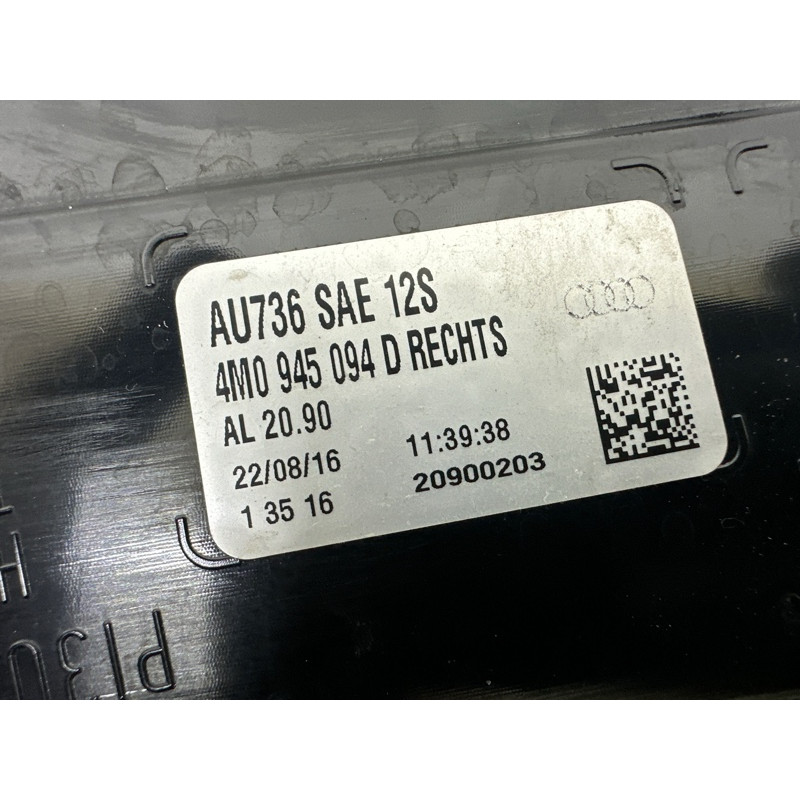 AU736 SAE 12S
4M0 945 094 D RECHTS
AL 20.90
22/08/16 11:39:38
1 35 16 20900203